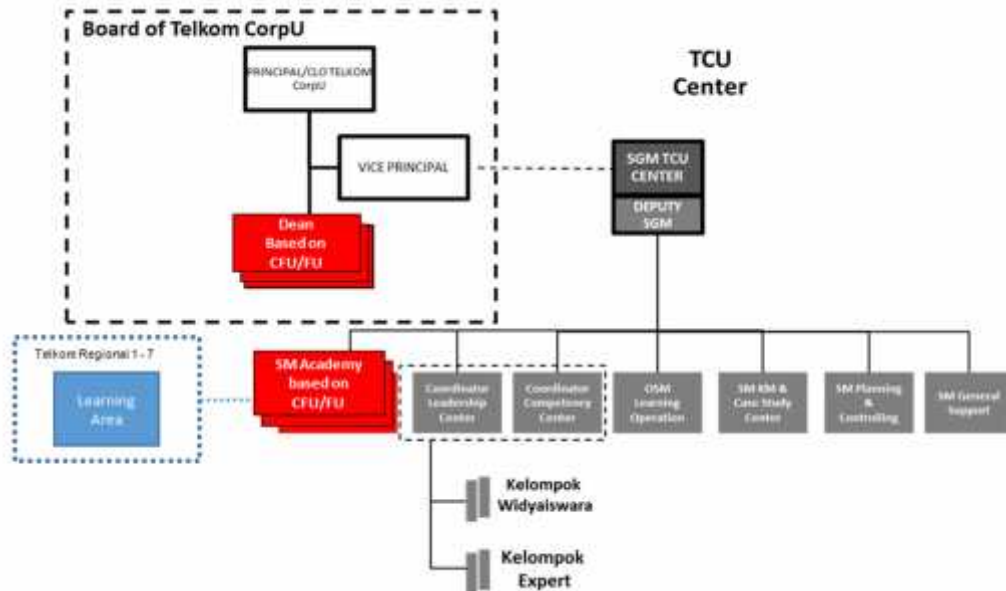 Board of Telkom CorpU
PRINCIPAL/CLO TELKOM
CorpU
TCU
Center
VICE PRINCIPAL
SGM TCU
CENTER
DEPUTY
SGM
Dean
Based on
CFU/FU
Telkom Regional 1 - 7
Learning
Area
SM Academy
based on
CFU/FU
Coordinator
Leadership
Center
Coordinator
Competency
Center
OSM
Learning
Operation
SM KM &
Case Study
Center
SM Planning
&
Controlling
SM General
Support
Kelompok
Widyaiswara
Kelompok
Expert